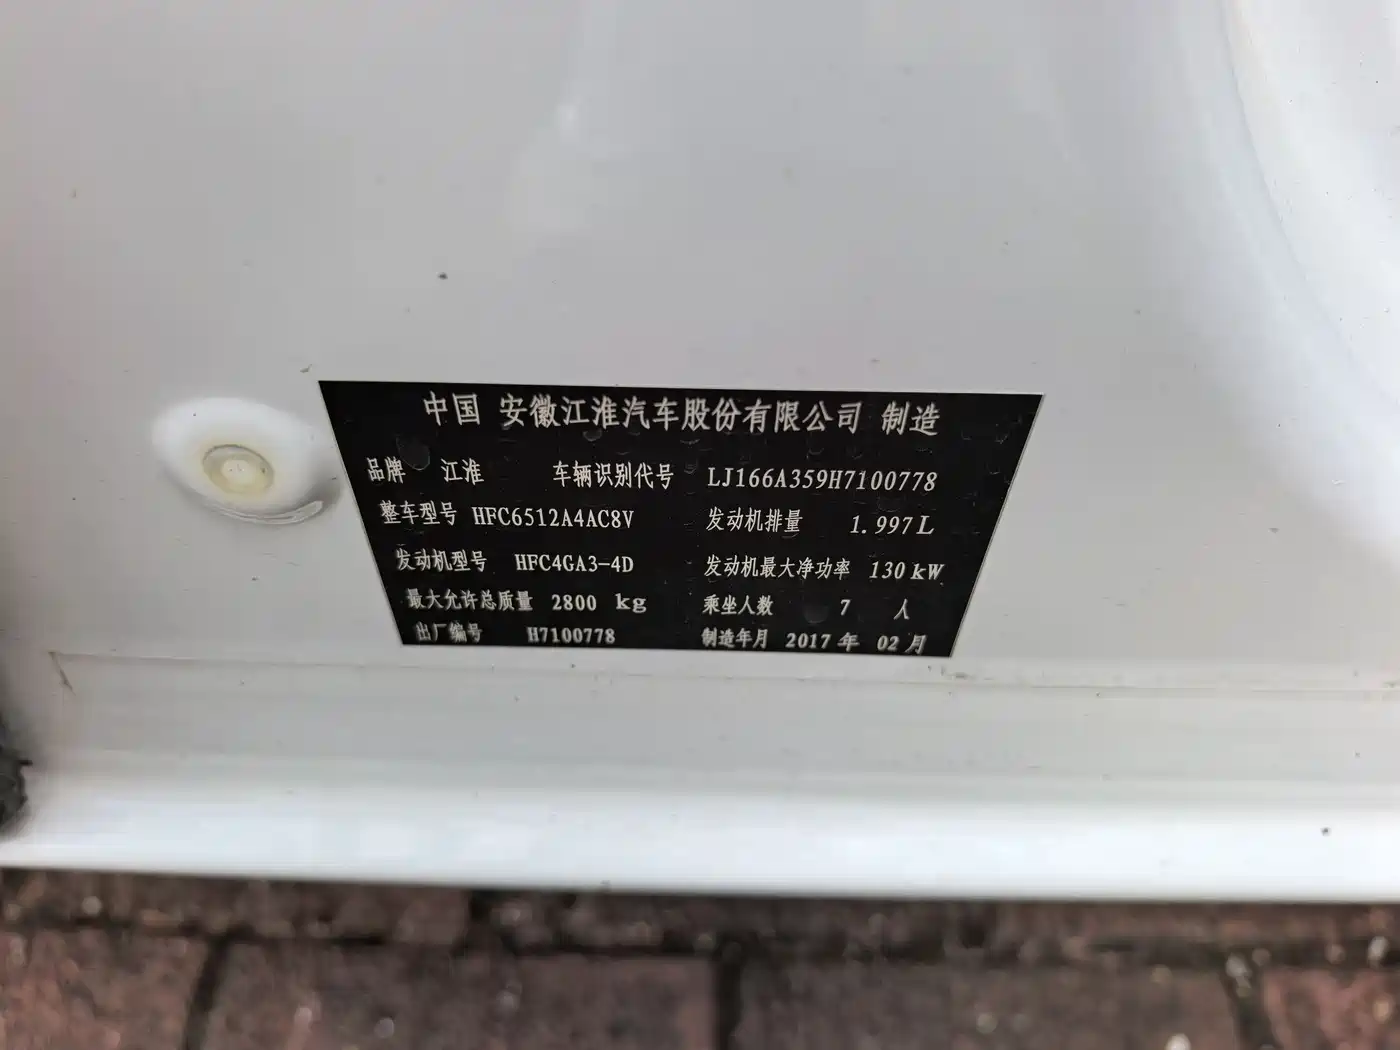 中国 安徽江淮汽车股份有限公司 制造
品牌 江淮 车辆识别代号 LJ166A359H7100778
整车型号 HFC6512A4AC8V 发动机排量 1.997L
发动机型号 HFC4GA3-4D 发动机最大净功率 130kW
最大允许总质量 2800 kg 乘坐人数 7 人
出厂编号 H7100778 制造年月 2017年 02月